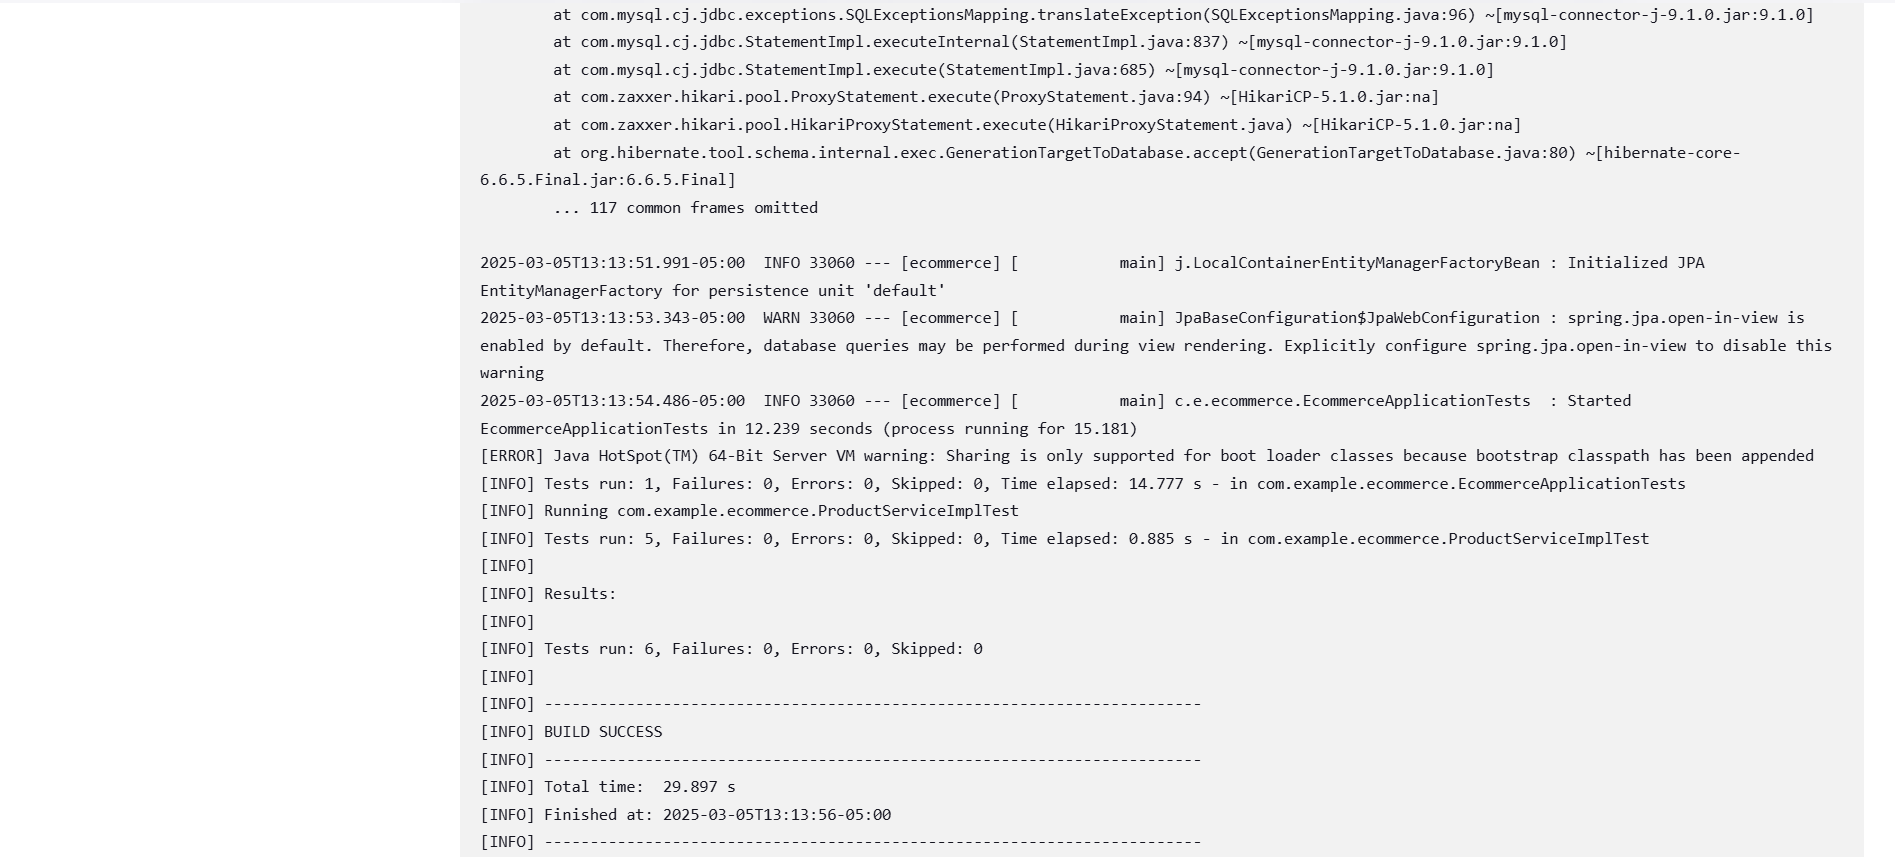 at com.mysql.cj.jdbc.exceptions.SQLExceptionsMapping.translateException(SQLExceptionsMapping.java:96) ~[mysql-connector-j-9.1.0.jar:9.1.0]
at com.mysql.cj.jdbc.StatementImpl.executeInternal(StatementImpl.java:837) ~[mysql-connector-j-9.1.0.jar:9.1.0]
at com.mysql.cj.jdbc.StatementImpl.execute(StatementImpl.java:685) ~[mysql-connector-j-9.1.0.jar:9.1.0]
at com.zaxxer.hikari.pool.ProxyStatement.execute(ProxyStatement.java:94) ~[HikariCP-5.1.0.jar:na]
at com.zaxxer.hikari.pool.HikariProxyStatement.execute(HikariProxyStatement.java) ~[HikariCP-5.1.0.jar:na]
at org.hibernate.tool.schema.internal.exec.GenerationTargetToDatabase.accept(GenerationTargetToDatabase.java:80) ~[hibernate-core-
6.6.5.Final.jar:6.6.5.Final]
... 117 common frames omitted
2025-03-05T13:13:51.991-05:00  INFO 33060 --- [ecommerce] [           main] j.LocalContainerEntityManagerFactoryBean : Initialized JPA
EntityManagerFactory for persistence unit 'default'
2025-03-05T13:13:53.343-05:00  WARN 33060 --- [ecommerce] [           main] JpaBaseConfiguration$JpaWebConfiguration : spring.jpa.open-in-view is
enabled by default. Therefore, database queries may be performed during view rendering. Explicitly configure spring.jpa.open-in-view to disable this
warning
2025-03-05T13:13:54.486-05:00  INFO 33060 --- [ecommerce] [           main] c.e.ecommerce.EcommerceApplicationTests  : Started
EcommerceApplicationTests in 12.239 seconds (process running for 15.181)
[ERROR] Java HotSpot(TM) 64-Bit Server VM warning: Sharing is only supported for boot loader classes because bootstrap classpath has been appended
[INFO] Tests run: 1, Failures: 0, Errors: 0, Skipped: 0, Time elapsed: 14.777 s - in com.example.ecommerce.EcommerceApplicationTests
[INFO] Running com.example.ecommerce.ProductServiceImplTest
[INFO] Tests run: 5, Failures: 0, Errors: 0, Skipped: 0, Time elapsed: 0.885 s - in com.example.ecommerce.ProductServiceImplTest
[INFO]
[INFO] Results:
[INFO]
[INFO] Tests run: 6, Failures: 0, Errors: 0, Skipped: 0
[INFO]
[INFO] ------------------------------------------------------------------------
[INFO] BUILD SUCCESS
[INFO] ------------------------------------------------------------------------
[INFO] Total time:  29.897 s
[INFO] Finished at: 2025-03-05T13:13:56-05:00
[INFO] ------------------------------------------------------------------------